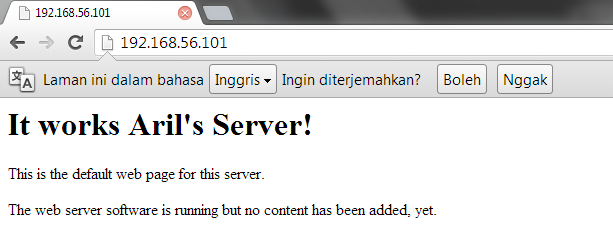 192.168.56.101
192.168.56.101
Laman ini dalam bahasa Inggris Ingin diterjemahkan? Boleh Nggak
It works Aril's Server!
This is the default web page for this server.
The web server software is running but no content has been added, yet.